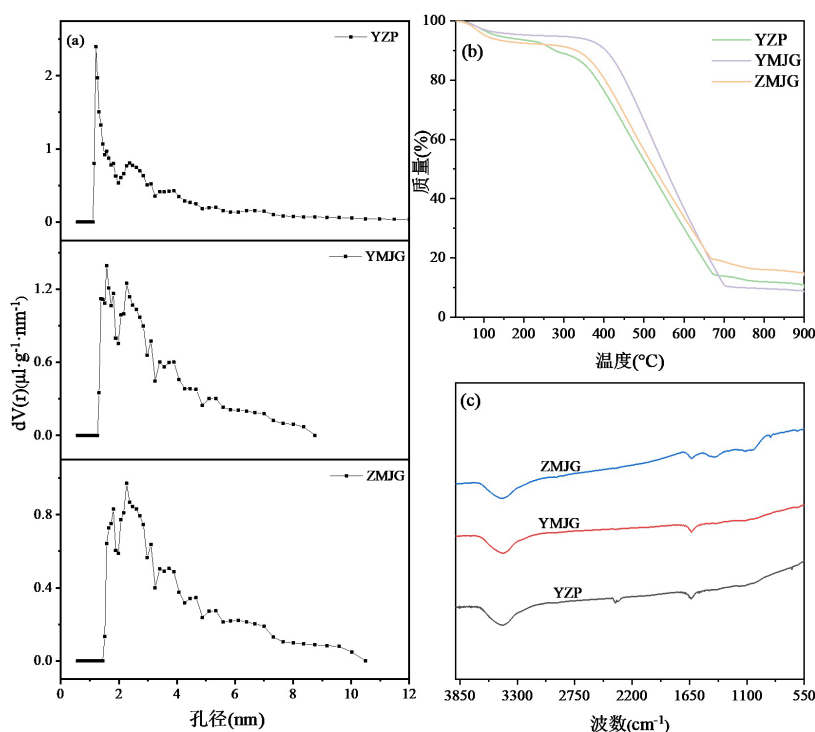 (a)
YZP
2
1
0
YMJG
1.2
0.6
0.0
dV(r)(μl·g⁻¹·nm⁻¹)
ZMJG
0.8
0.4
0.0
0 2 4 6 8 10 12
孔径(nm)
(b)
YZP
YMJG
ZMJG
100
80
60
40
20
0
质量(%)
100 200 300 400 500 600 700 800 900
温度(℃)
(c)
ZMJG
YMJG
YZP
3850 3300 2750 2200 1650 1100 550
波数(cm⁻¹)